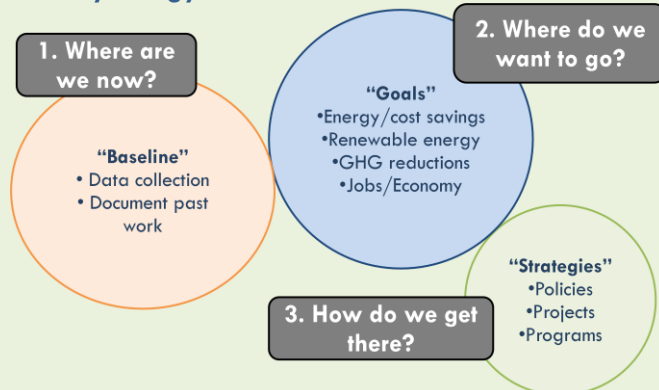 1. Where are
we now?
"Baseline"
• Data collection
• Document past
work
2. Where do we
want to go?
“Goals”
•Energy/cost savings
•Renewable energy
•GHG reductions
•Jobs/Economy
3. How do we get
there?
“Strategies”
•Policies
•Projects
•Programs